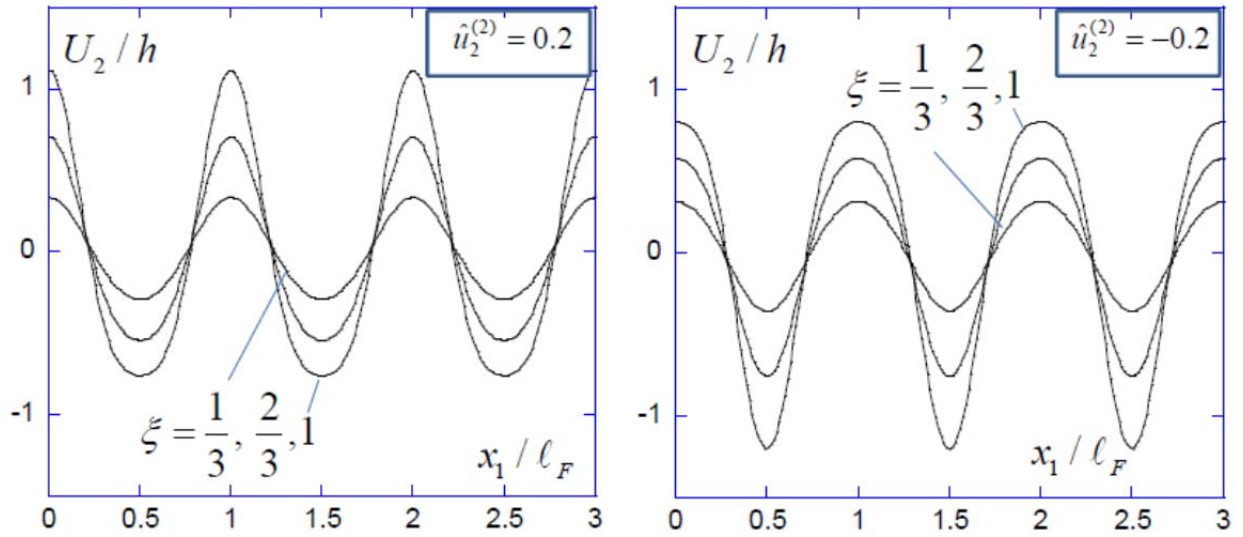 U₂ / h
û₂⁽²⁾ = 0.2
1
0
-1
ξ = 1/3, 2/3, 1
x₁ / ℓ_F
0 0.5 1 1.5 2 2.5 3
U₂ / h
û₂⁽²⁾ = −0.2
ξ = 1/3, 2/3, 1
1
0
-1
x₁ / ℓ_F
0 0.5 1 1.5 2 2.5 3